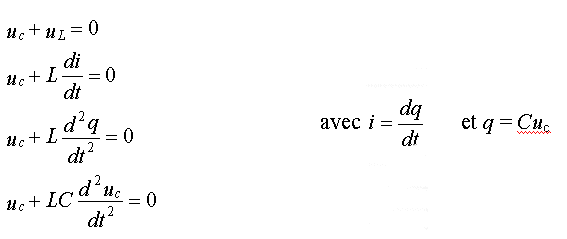 u_c + u_L = 0
u_c + L di/dt = 0
u_c + L d²q/dt² = 0
avec i = dq/dt et q = Cu_c
u_c + LC d²u_c/dt² = 0